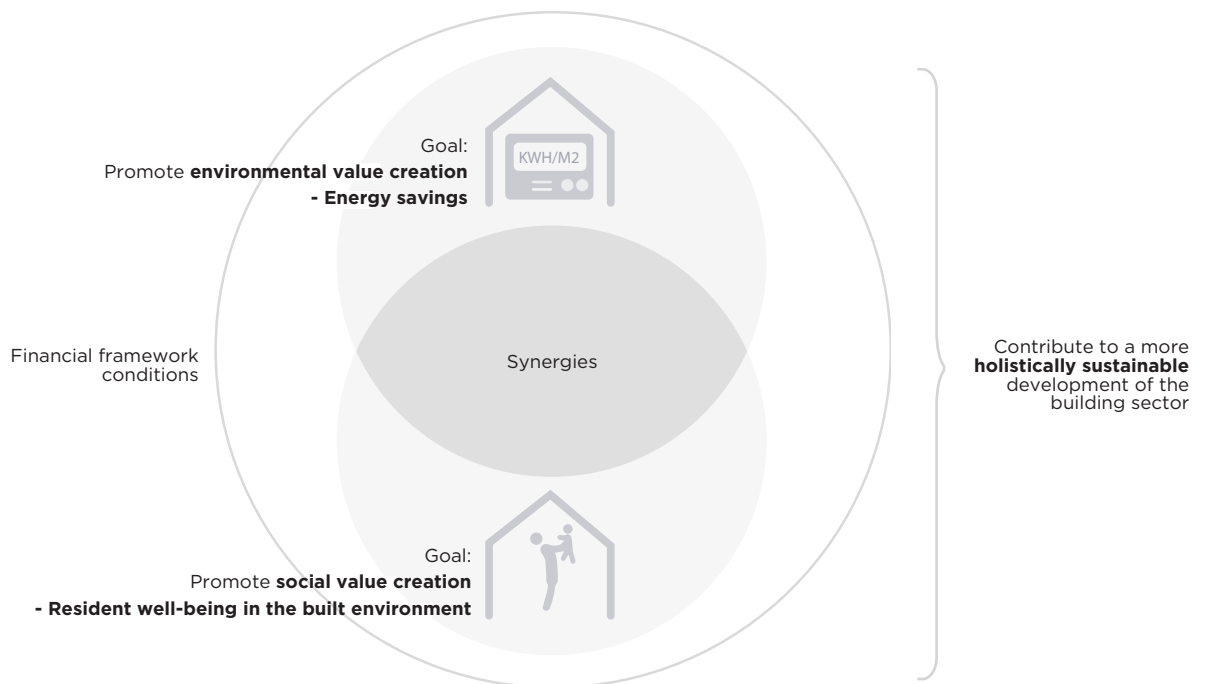 Goal:
Promote environmental value creation
- Energy savings
KWH/M2
Synergies
Financial framework
conditions
Contribute to a more
holistically sustainable
development of the
building sector
Goal:
Promote social value creation
- Resident well-being in the built environment